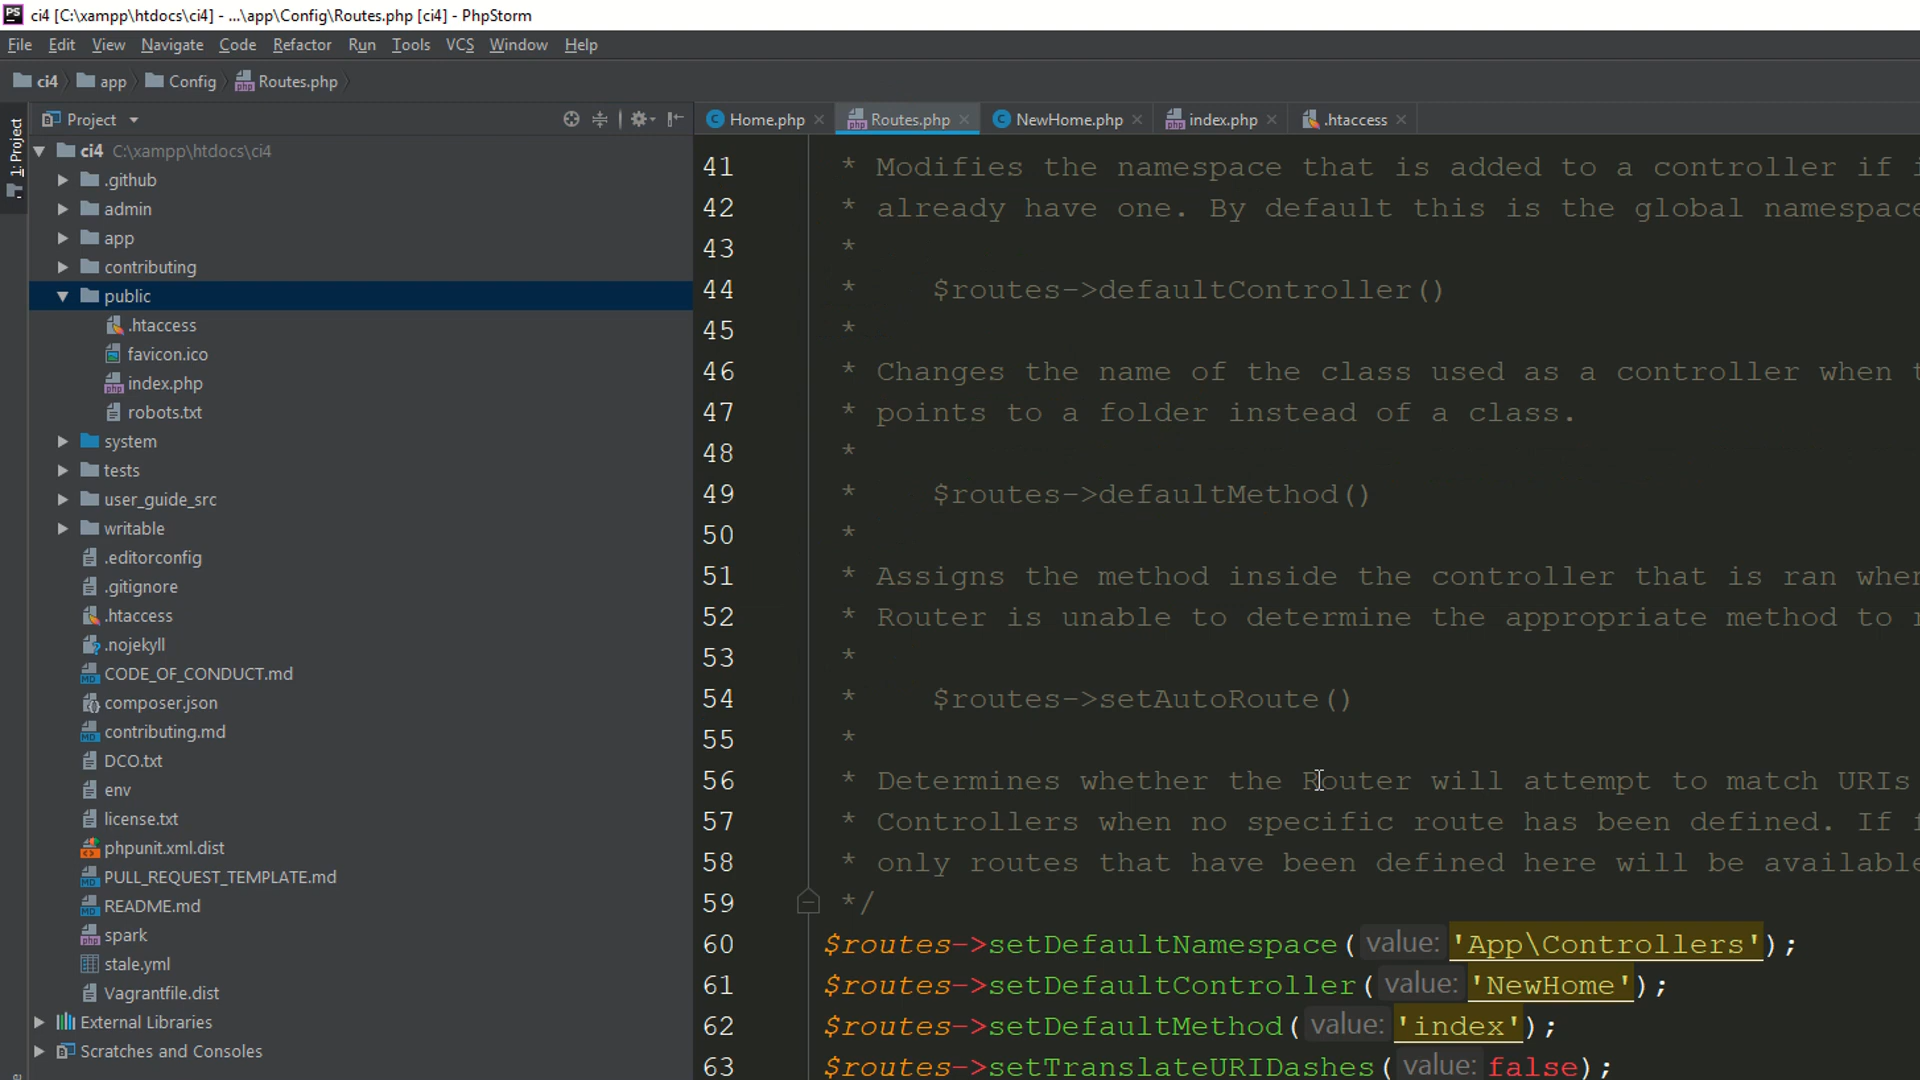 ci4 [C:\xampp\htdocs\ci4] - ...\app\Config\Routes.php [ci4] - PhpStorm
File Edit View Navigate Code Refactor Run Tools VCS Window Help
ci4 app Config Routes.php
1: Project
Project
Home.php Routes.php NewHome.php index.php .htaccess
ci4 C:\xampp\htdocs\ci4
.github
admin
app
contributing
public
.htaccess
favicon.ico
index.php
robots.txt
system
tests
user_guide_src
writable
.editorconfig
.gitignore
.htaccess
.nojekyll
CODE_OF_CONDUCT.md
composer.json
contributing.md
DCO.txt
env
license.txt
phpunit.xml.dist
PULL_REQUEST_TEMPLATE.md
README.md
spark
stale.yml
Vagrantfile.dist
External Libraries
Scratches and Consoles
41 * Modifies the namespace that is added to a controller if
42 * already have one. By default this is the global namespace
43 *
44 * $routes->defaultController()
45 *
46 * Changes the name of the class used as a controller when
47 * points to a folder instead of a class.
48 *
49 * $routes->defaultMethod()
50 *
51 * Assigns the method inside the controller that is ran when
52 * Router is unable to determine the appropriate method to
53 *
54 * $routes->setAutoRoute()
55 *
56 * Determines whether the Router will attempt to match URIs
57 * Controllers when no specific route has been defined. If
58 * only routes that have been defined here will be available
59 */
60 $routes->setDefaultNamespace( value: 'App\Controllers');
61 $routes->setDefaultController( value: 'NewHome');
62 $routes->setDefaultMethod( value: 'index');
63 $routes->setTranslateURIDashes( value: false);